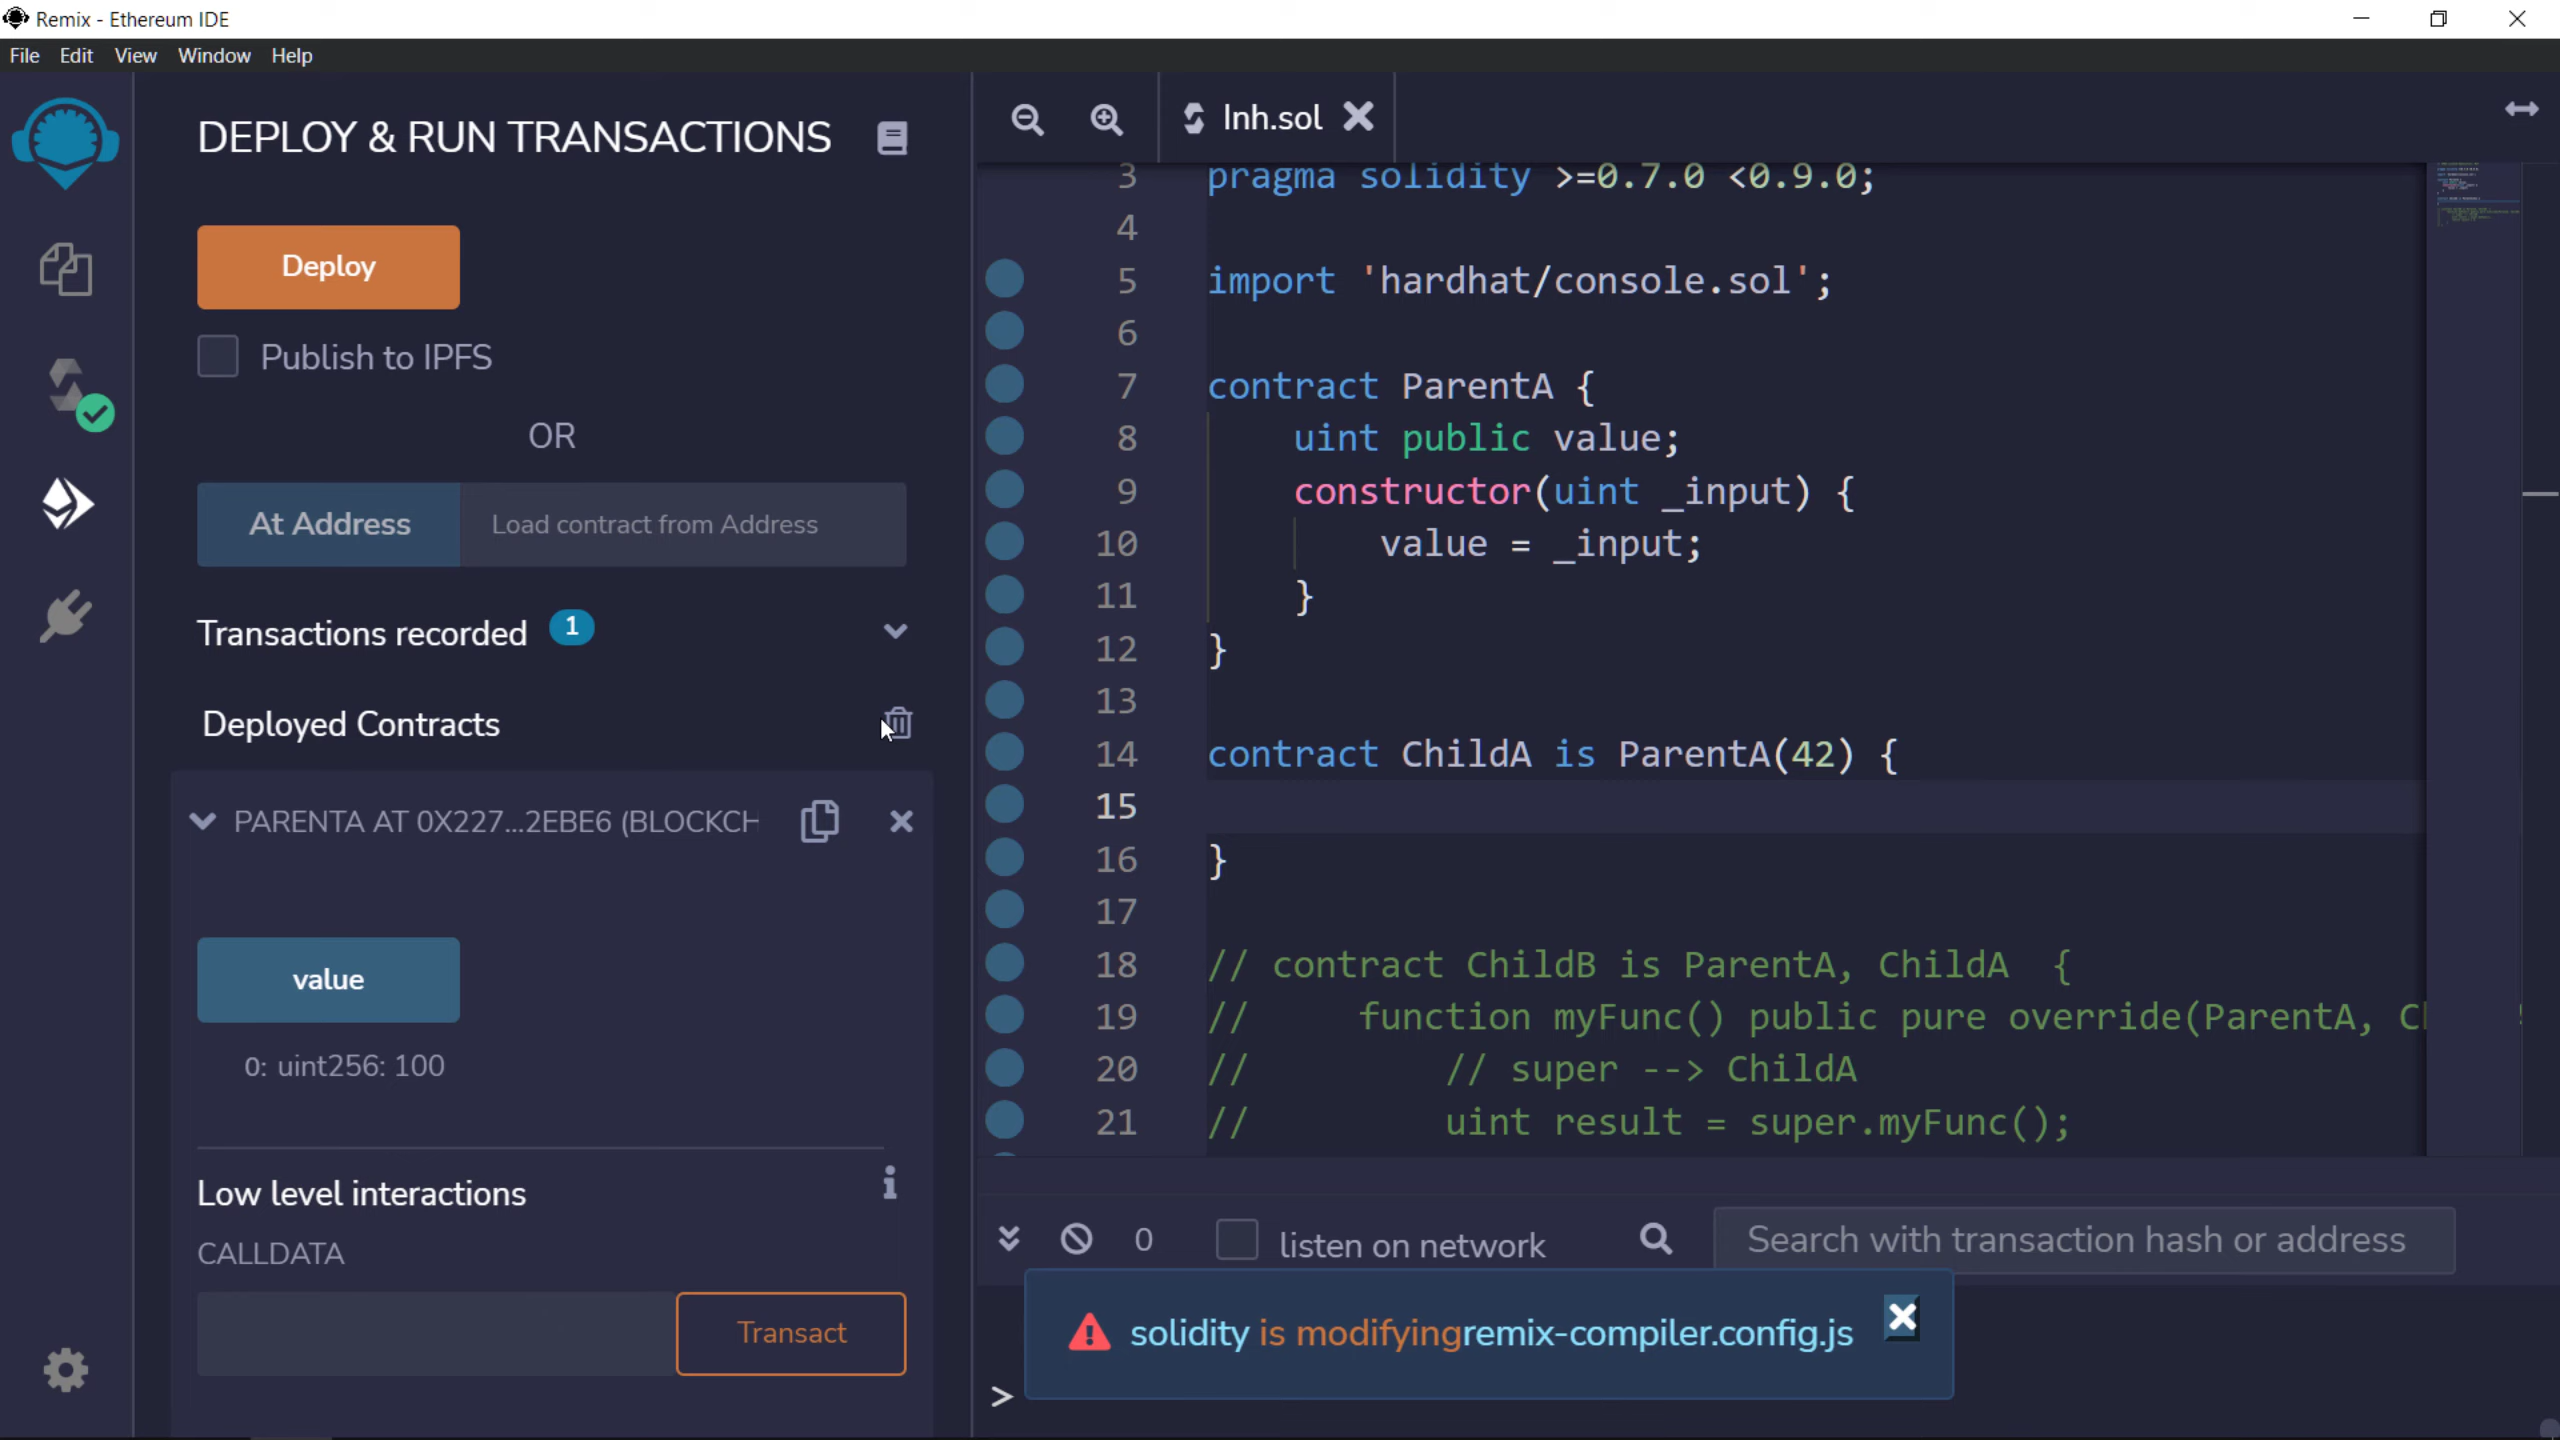 Remix - Ethereum IDE
File Edit View Window Help
DEPLOY & RUN TRANSACTIONS
Deploy
Publish to IPFS
OR
At Address Load contract from Address
Transactions recorded 1
Deployed Contracts
PARENTA AT 0X227...2EBE6 (BLOCKCH
value
0: uint256: 100
Low level interactions
CALLDATA
Transact
Inh.sol
3 pragma solidity >=0.7.0 <0.9.0;
4
5 import 'hardhat/console.sol';
6
7 contract ParentA {
8 uint public value;
9 constructor(uint _input) {
10 value = _input;
11 }
12 }
13
14 contract ChildA is ParentA(42) {
15
16 }
17
18 // contract ChildB is ParentA, ChildA {
19 // function myFunc() public pure override(ParentA, C
20 // // super --> ChildA
21 // uint result = super.myFunc();
0 listen on network Search with transaction hash or address
solidity is modifyingremix-compiler.config.js
>